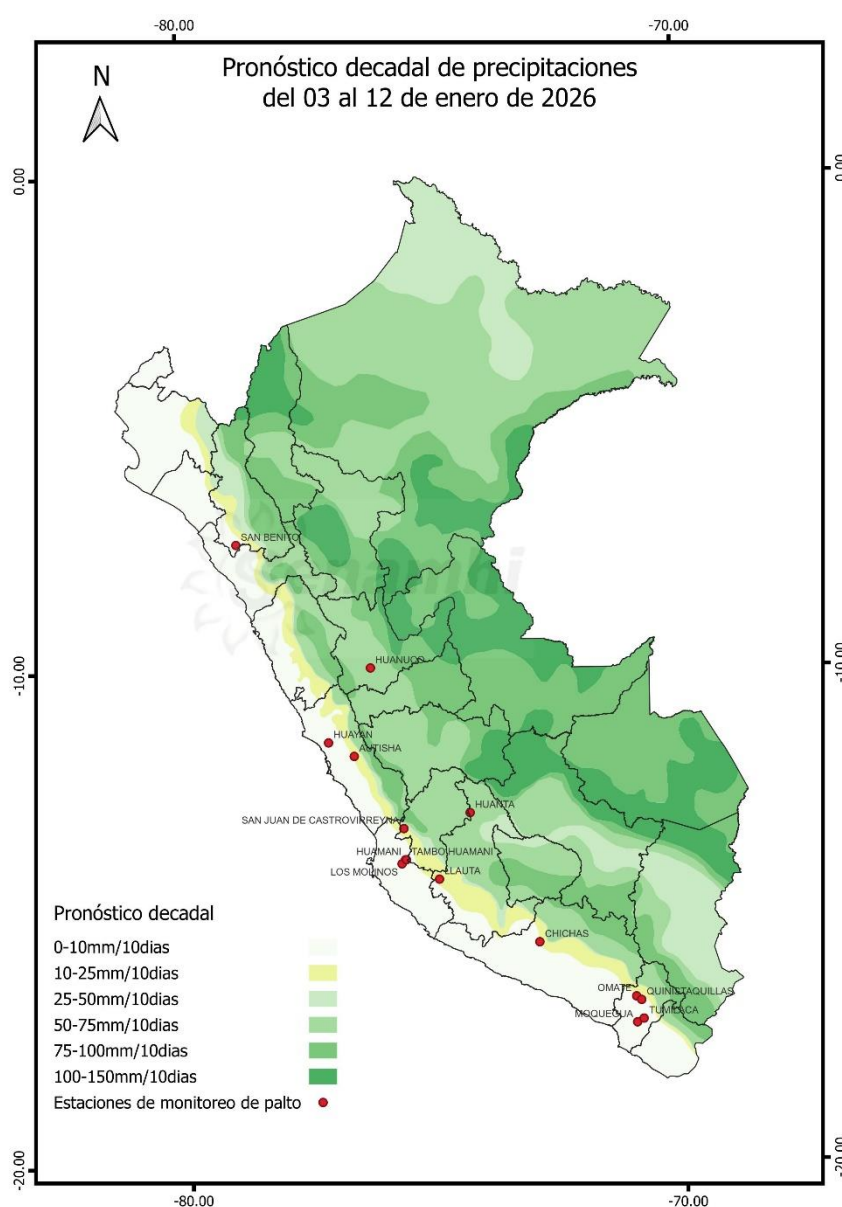 -80.00
-70.00
Pronóstico decadal de precipitaciones
del 03 al 12 de enero de 2026
N
0.00
0.00
SAN BENITO
Senamhi
HUANUCO
-10.00
-10.00
HUAYAN
AUTISHA
HUANTA
SAN JUAN DE CASTROVIRREYNA
HUAMANI
TAMBO HUAMANI
LOS MOLINOS
LLAUTA
CHICHAS
OMATE
QUINISTAQUILLAS
MOQUEGUA
TUMILACA
Pronóstico decadal
0-10mm/10dias
10-25mm/10dias
25-50mm/10dias
50-75mm/10dias
75-100mm/10dias
100-150mm/10dias
Estaciones de monitoreo de palto
-20.00
-20.00
-80.00
-70.00